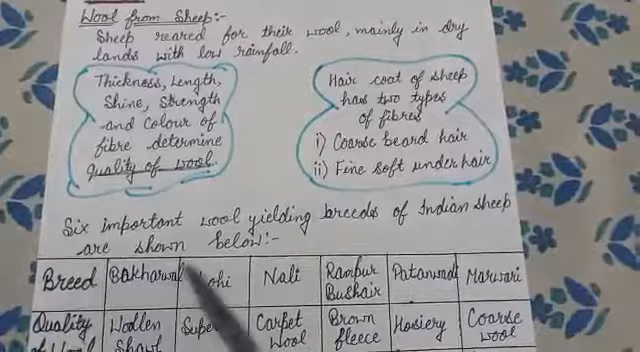 Wool from Sheep:-
Sheep reared for their wool, mainly in dry
lands with low rainfall.
Thickness, Length,
Shine, Strength
and Colour of
fibre determine
quality of wool.
Hair coat of sheep
has two types
of fibres
i) Coarse beard hair
ii) Fine soft under hair
Six important wool yielding breeds of Indian sheep
are shown below:-
Breed Bakharwal Lohi Nali Rampur Bushair Patanwadi Marwari
Quality of Wool Woollen Shawl Carpet Wool Brown fleece Hosiery Coarse wool